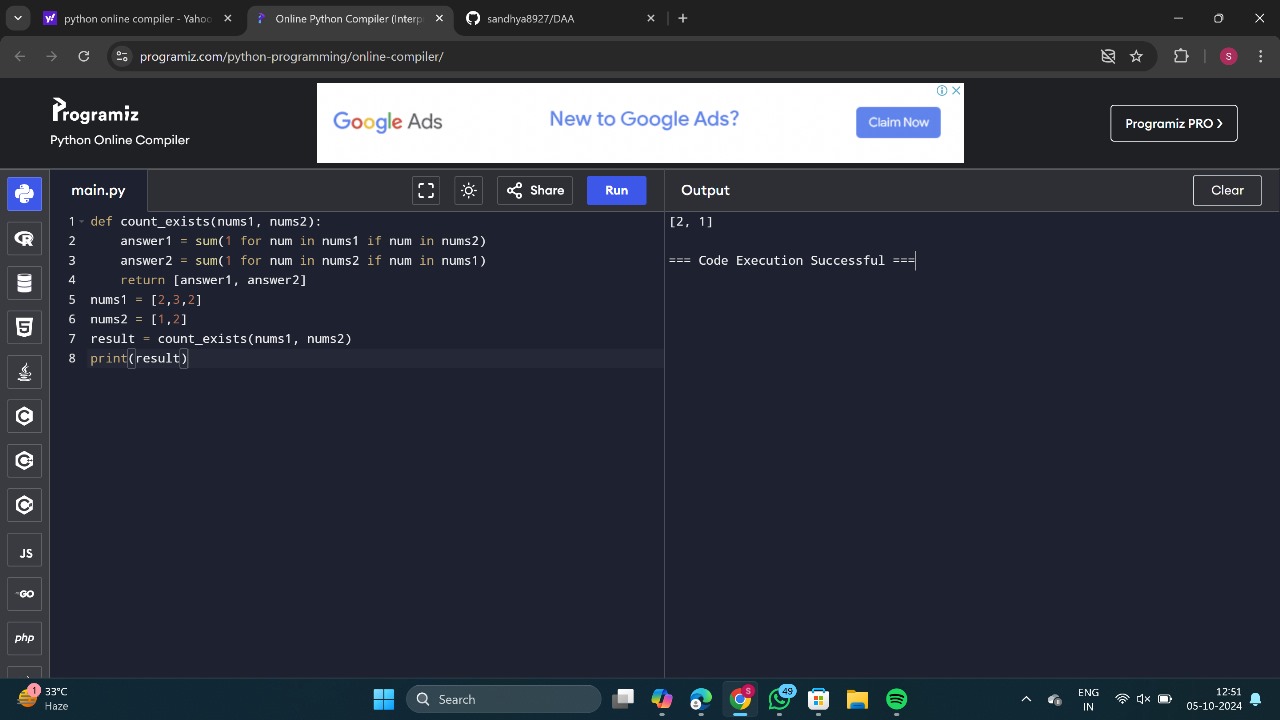 python online compiler - Yahoo
Online Python Compiler (Interp
sandhya8927/DAA
programiz.com/python-programming/online-compiler/
S
Programiz
Python Online Compiler
Google Ads
New to Google Ads?
Claim Now
Programiz PRO
main.py
Share
Run
Output
Clear
1 def count_exists(nums1, nums2):
2 answer1 = sum(1 for num in nums1 if num in nums2)
3 answer2 = sum(1 for num in nums2 if num in nums1)
4 return [answer1, answer2]
5 nums1 = [2,3,2]
6 nums2 = [1,2]
7 result = count_exists(nums1, nums2)
8 print(result)
[2, 1]
=== Code Execution Successful ===
JS
GO
php
1
33°C
Haze
Search
S
49
ENG
IN
12:51
05-10-2024